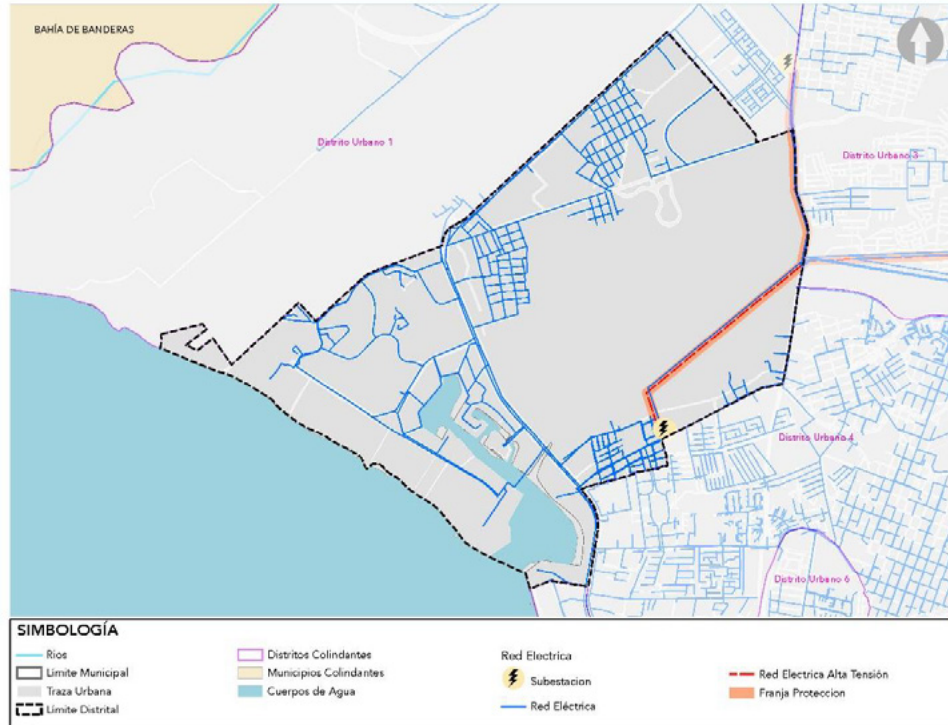 BAHÍA DE BANDERAS
Distrito Urbano 1
Distrito Urbano 3
Distrito Urbano 4
Distrito Urbano 6
SIMBOLOGÍA
Rios
Limite Municipal
Traza Urbana
Límite Distrital
Distritos Colindantes
Municipios Colindantes
Cuerpos de Agua
Red Electrica
Subestacion
Red Eléctrica
Red Electrica Alta Tensión
Franja Proteccion